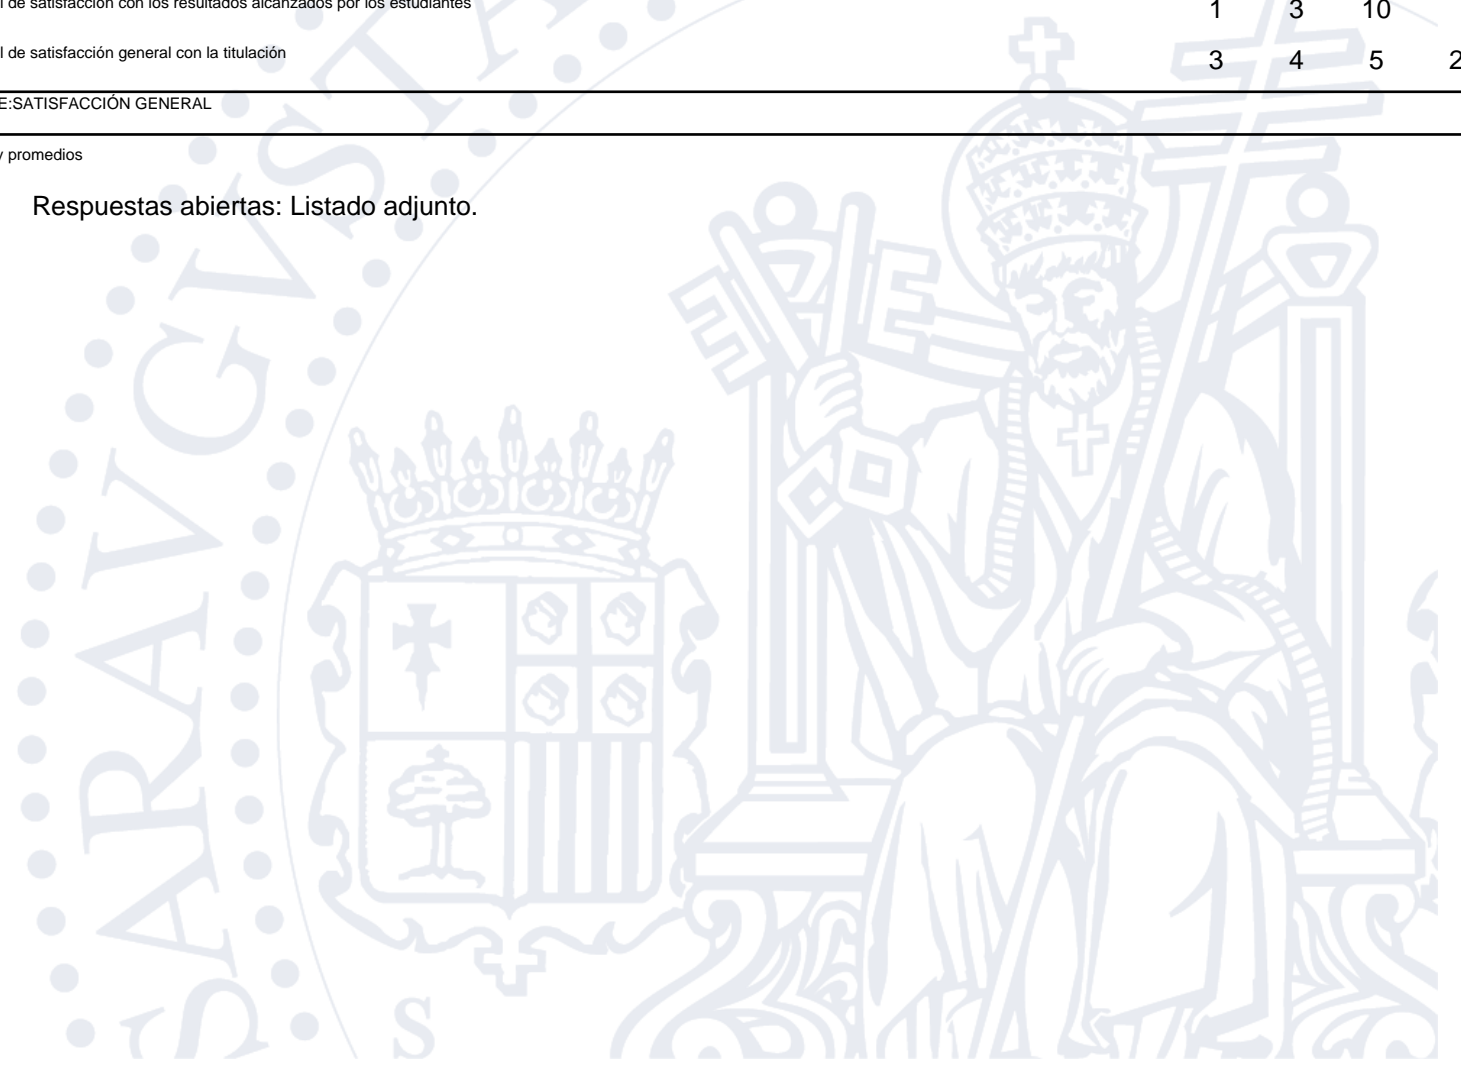 l de satisfacción con los resultados alcanzados por los estudiantes 1 3 10
l de satisfacción general con la titulación 3 4 5 2
E:SATISFACCIÓN GENERAL
y promedios
Respuestas abiertas: Listado adjunto.
SARAVGVSTA
S